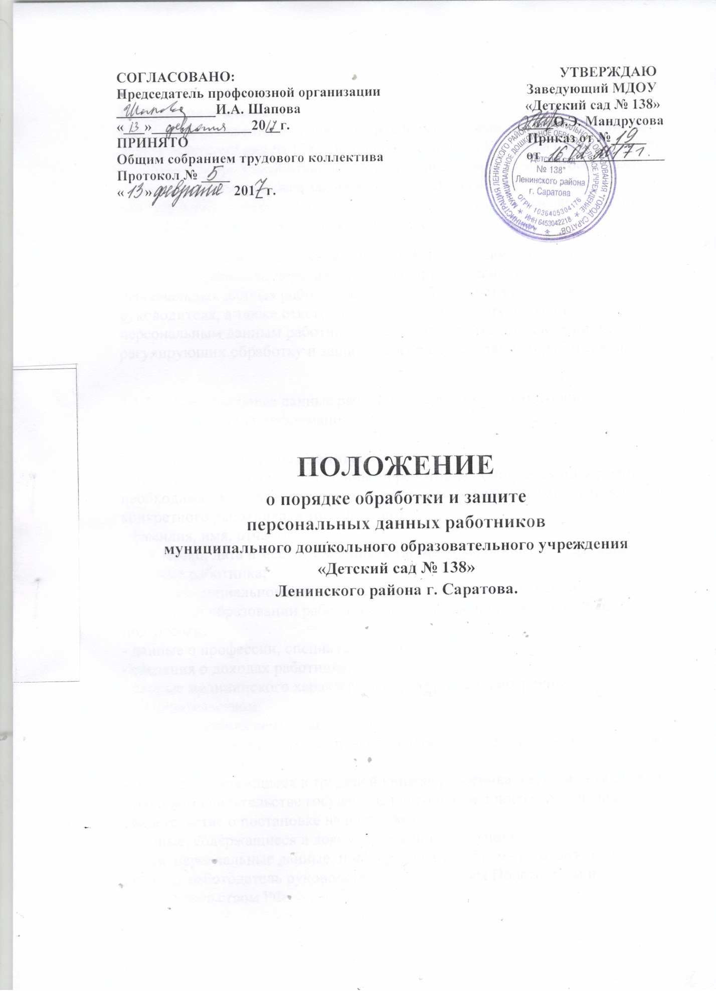 СОГЛАСОВАНО:
Председатель профсоюзной организации
Шапова И.А. Шапова
«13» февраля 2017 г.
ПРИНЯТО
Общим собранием трудового коллектива
Протокол № 5
«13» февраля 2017 г.
УТВЕРЖДАЮ
Заведующий МДОУ
«Детский сад № 138»
О.Э. Мандрусова
Приказ от № 19
от 16.02.2017 г.
АДМИНИСТРАЦИЯ ЛЕНИНСКОГО РАЙОНА МУНИЦИПАЛЬНОГО ОБРАЗОВАНИЯ "ГОРОД САРАТОВ"
МУНИЦИПАЛЬНОЕ ДОШКОЛЬНОЕ ОБРАЗОВАТЕЛЬНОЕ УЧРЕЖДЕНИЕ
ИНН 6453042218
ОГРН 1036405304176
"Детский сад
№ 138"
Ленинского района
г. Саратова
ПОЛОЖЕНИЕ
о порядке обработки и защите
персональных данных работников
муниципального дошкольного образовательного учреждения
«Детский сад № 138»
Ленинского района г. Саратова.